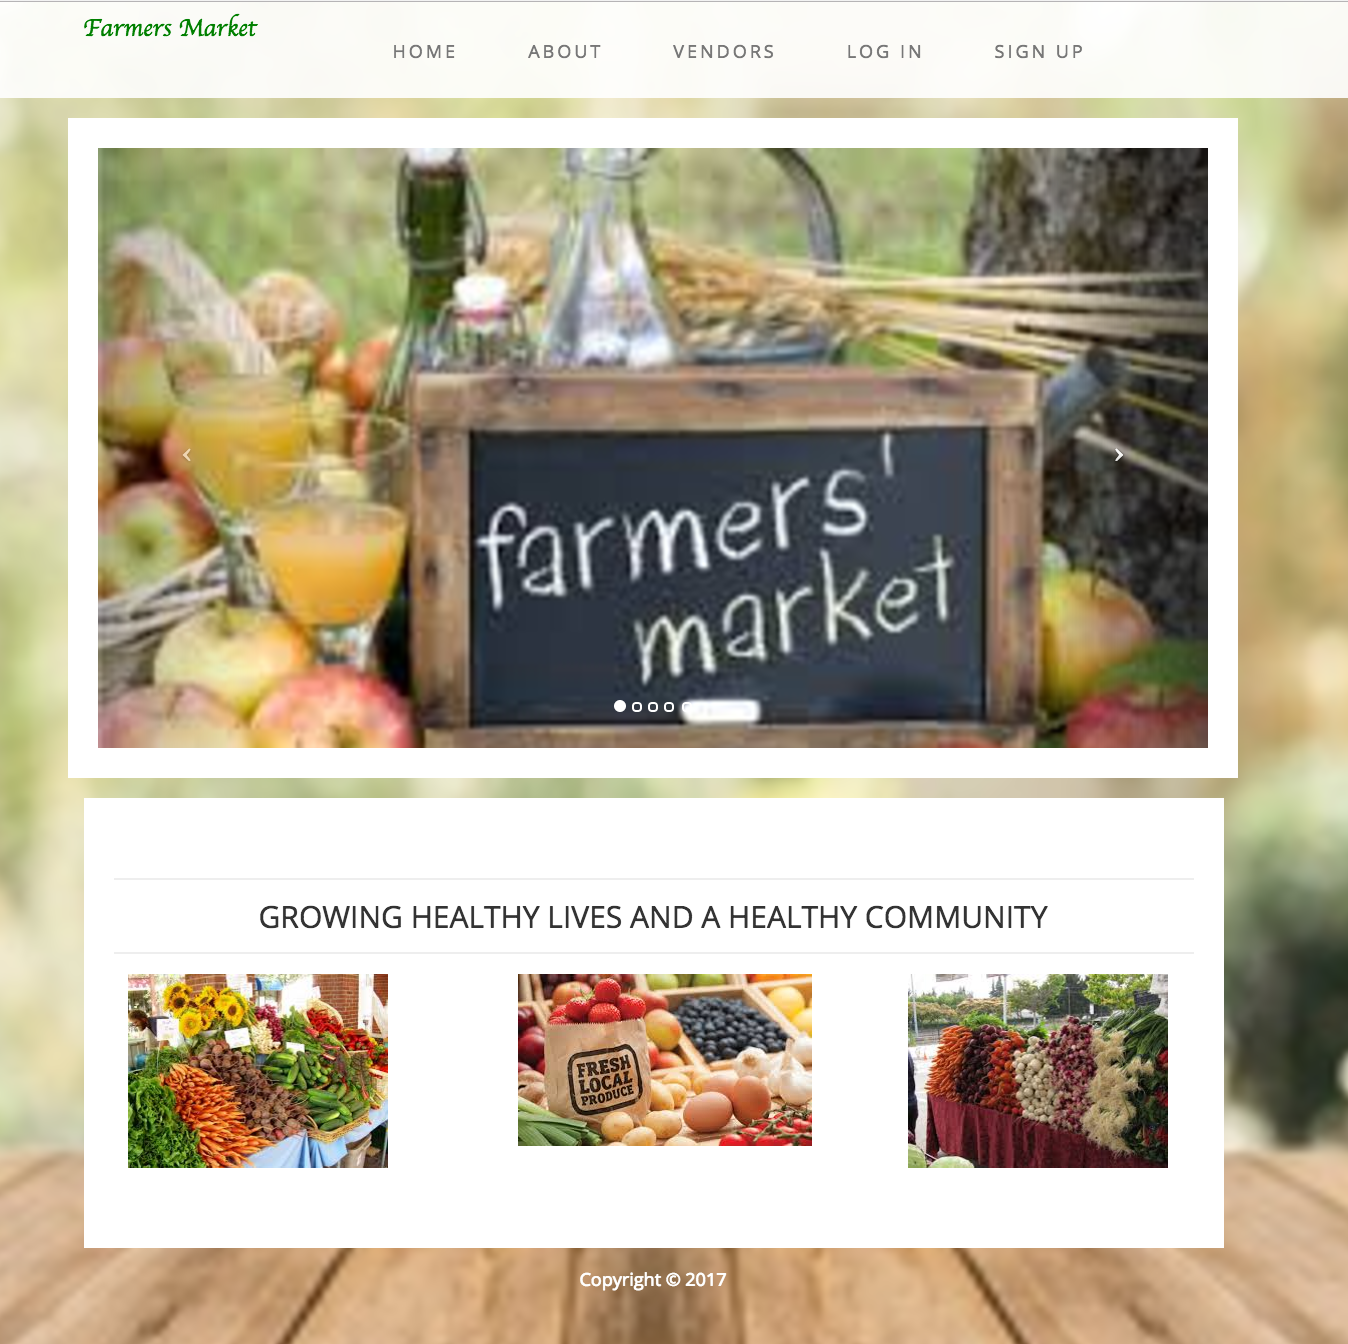 Farmers Market
HOME ABOUT VENDORS LOG IN SIGN UP
farmers'
market
GROWING HEALTHY LIVES AND A HEALTHY COMMUNITY
FRESH
LOCAL
PRODUCE
Copyright © 2017